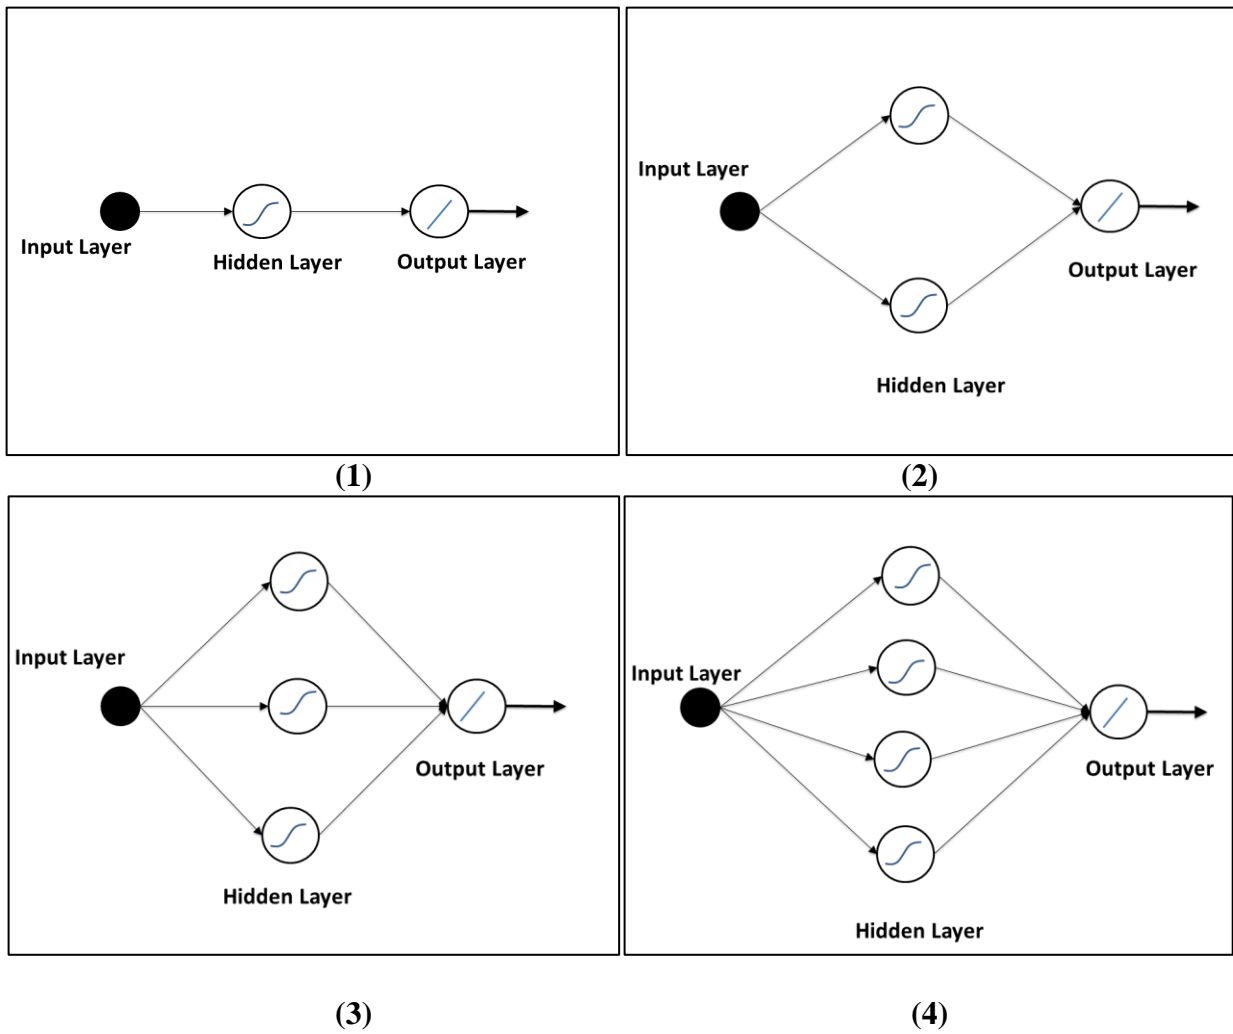 Input Layer
Hidden Layer
Output Layer
(1)
Input Layer
Output Layer
Hidden Layer
(2)
Input Layer
Output Layer
Hidden Layer
(3)
Input Layer
Output Layer
Hidden Layer
(4)